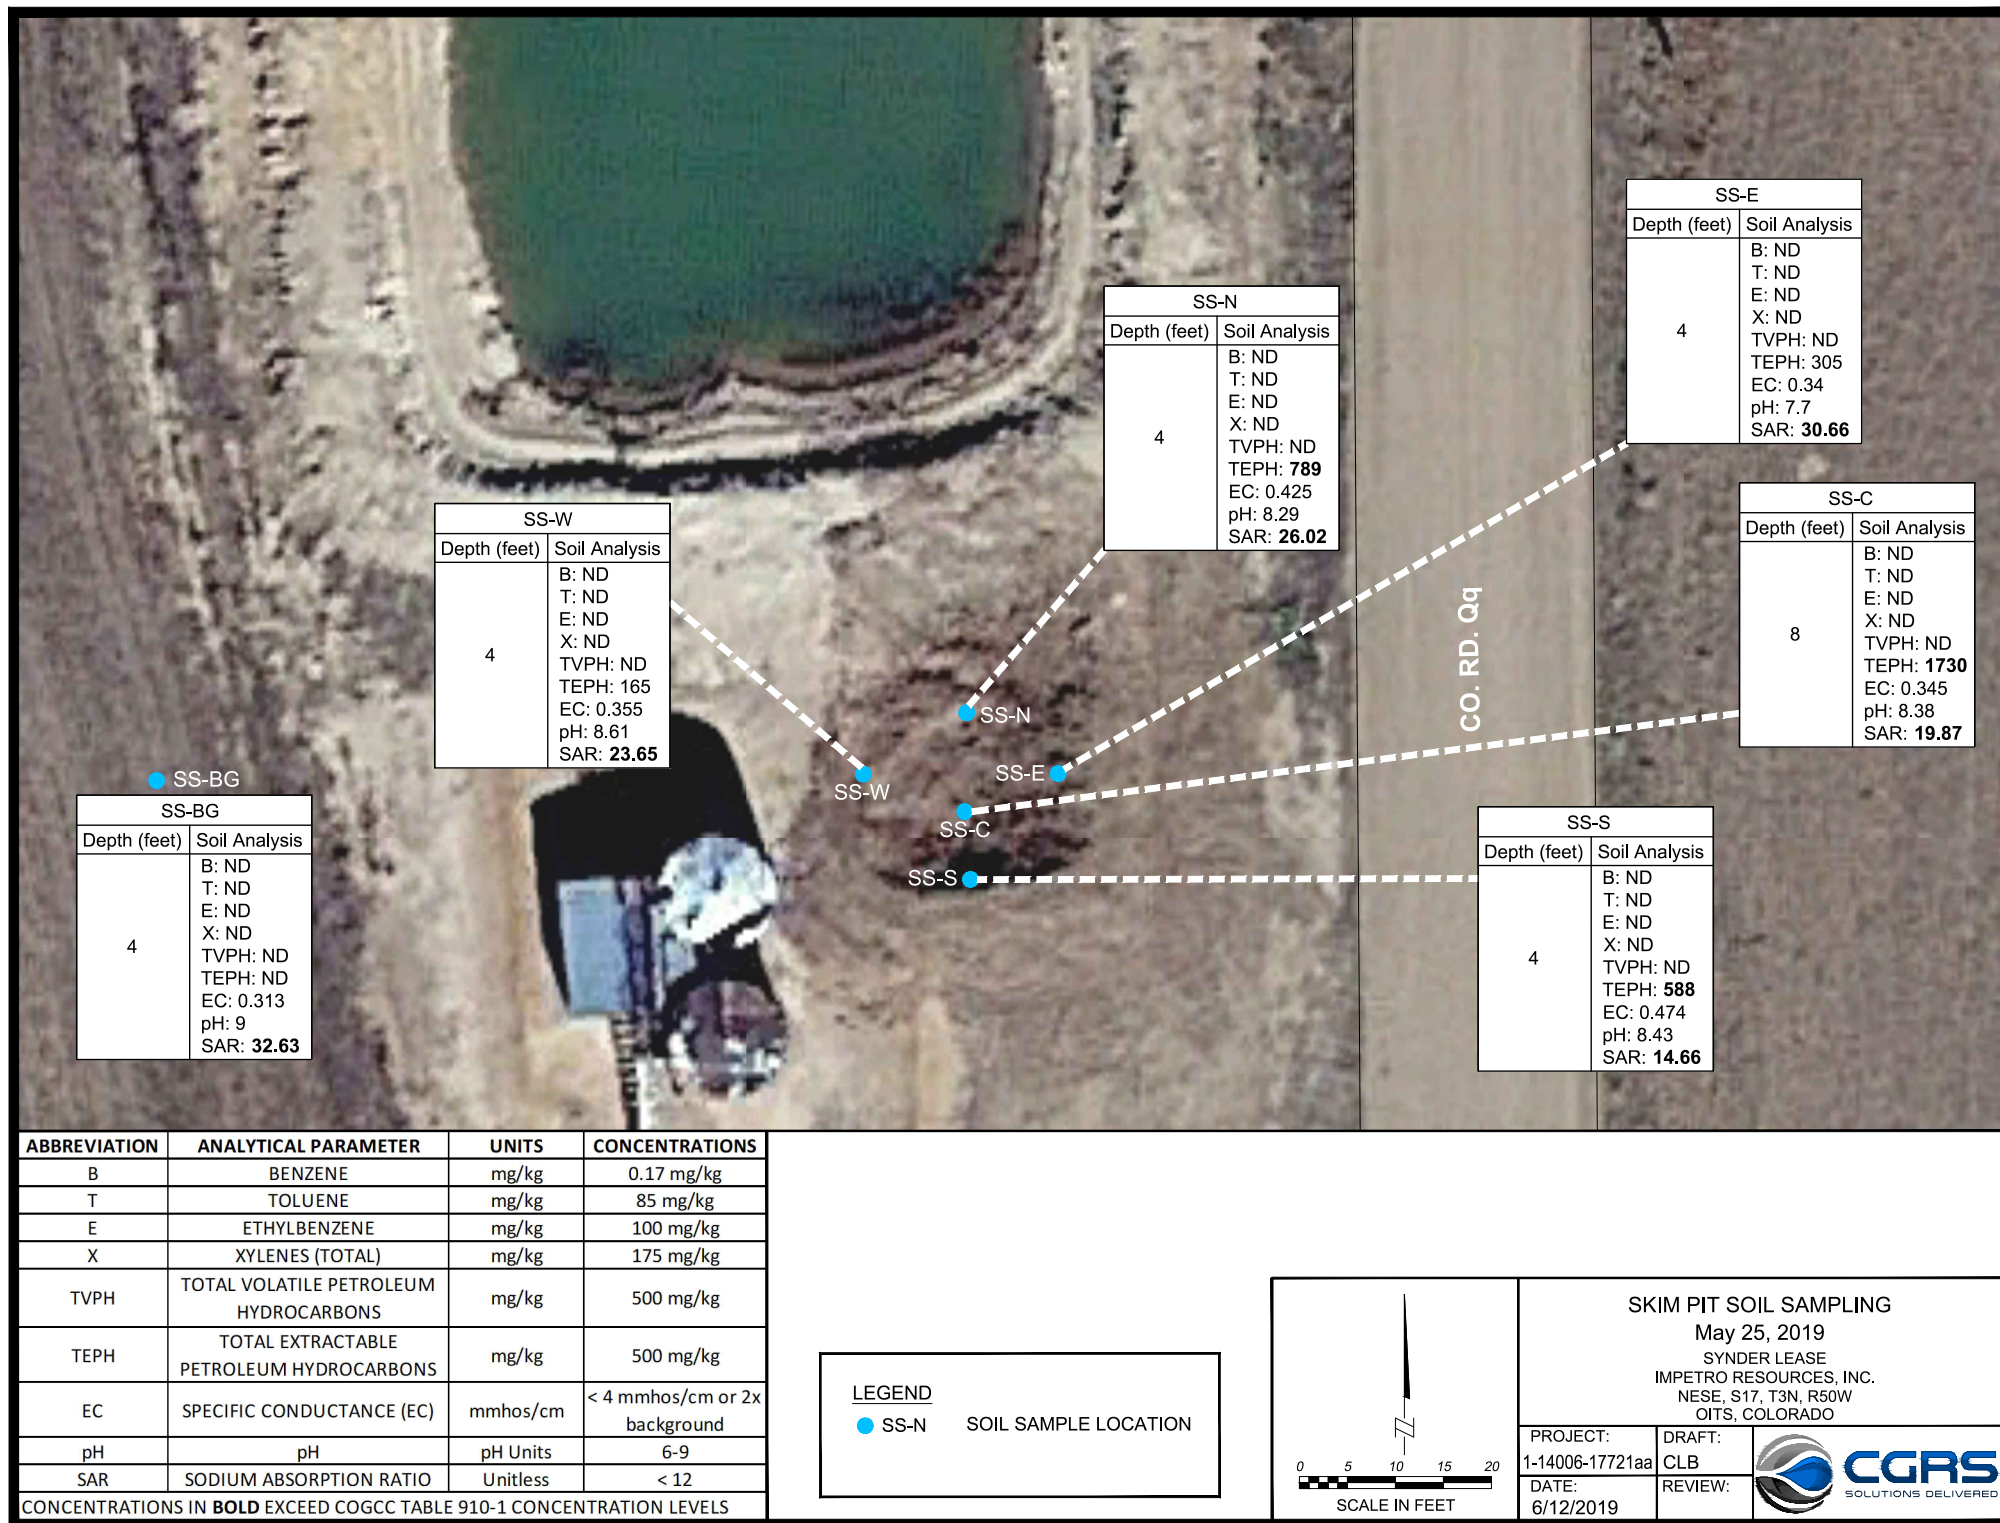 SS-E
Depth (feet) Soil Analysis
4
B: ND
T: ND
E: ND
X: ND
TVPH: ND
TEPH: 305
EC: 0.34
pH: 7.7
SAR: 30.66
SS-N
Depth (feet) Soil Analysis
4
B: ND
T: ND
E: ND
X: ND
TVPH: ND
TEPH: 789
EC: 0.425
pH: 8.29
SAR: 26.02
SS-C
Depth (feet) Soil Analysis
8
B: ND
T: ND
E: ND
X: ND
TVPH: ND
TEPH: 1730
EC: 0.345
pH: 8.38
SAR: 19.87
SS-W
Depth (feet) Soil Analysis
4
B: ND
T: ND
E: ND
X: ND
TVPH: ND
TEPH: 165
EC: 0.355
pH: 8.61
SAR: 23.65
CO. RD. Qq
SS-N
SS-E
SS-W
SS-C
SS-S
SS-BG
SS-BG
Depth (feet) Soil Analysis
4
B: ND
T: ND
E: ND
X: ND
TVPH: ND
TEPH: ND
EC: 0.313
pH: 9
SAR: 32.63
SS-S
Depth (feet) Soil Analysis
4
B: ND
T: ND
E: ND
X: ND
TVPH: ND
TEPH: 588
EC: 0.474
pH: 8.43
SAR: 14.66
ABBREVIATION ANALYTICAL PARAMETER UNITS CONCENTRATIONS
B BENZENE mg/kg 0.17 mg/kg
T TOLUENE mg/kg 85 mg/kg
E ETHYLBENZENE mg/kg 100 mg/kg
X XYLENES (TOTAL) mg/kg 175 mg/kg
TVPH TOTAL VOLATILE PETROLEUM
HYDROCARBONS mg/kg 500 mg/kg
TEPH TOTAL EXTRACTABLE
PETROLEUM HYDROCARBONS mg/kg 500 mg/kg
EC SPECIFIC CONDUCTANCE (EC) mmhos/cm < 4 mmhos/cm or 2x
background
pH pH pH Units 6-9
SAR SODIUM ABSORPTION RATIO Unitless < 12
CONCENTRATIONS IN BOLD EXCEED COGCC TABLE 910-1 CONCENTRATION LEVELS
LEGEND
SS-N SOIL SAMPLE LOCATION
N
0 5 10 15 20
SCALE IN FEET
SKIM PIT SOIL SAMPLING
May 25, 2019
SYNDER LEASE
IMPETRO RESOURCES, INC.
NESE, S17, T3N, R50W
OITS, COLORADO
PROJECT:
1-14006-17721aa
DRAFT:
CLB
DATE:
6/12/2019
REVIEW:
CGRS
SOLUTIONS DELIVERED